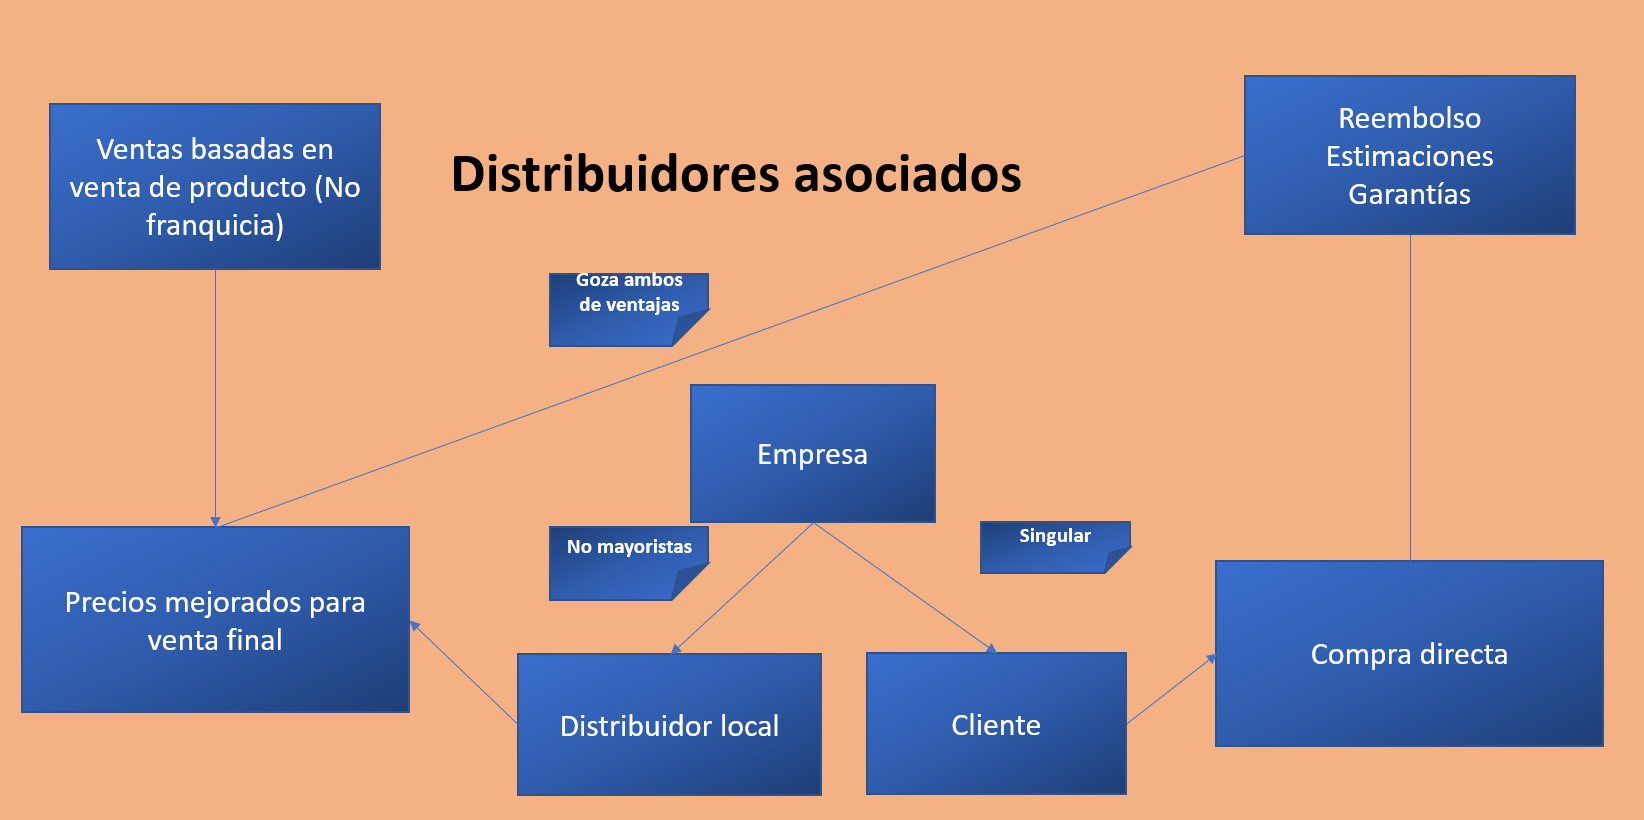 Ventas basadas en
venta de producto (No
franquicia)
Distribuidores asociados
Reembolso
Estimaciones
Garantías
Goza ambos
de ventajas
Empresa
No mayoristas
Singular
Precios mejorados para
venta final
Distribuidor local
Cliente
Compra directa